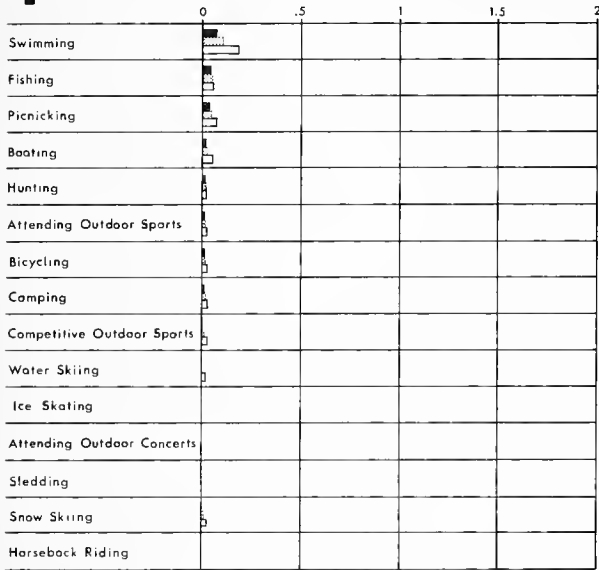 0 .5 1 1.5 2
Swimming
Fishing
Picnicking
Boating
Hunting
Attending Outdoor Sports
Bicycling
Camping
Competitive Outdoor Sports
Water Skiing
Ice Skating
Attending Outdoor Concerts
Sledding
Snow Skiing
Horseback Riding